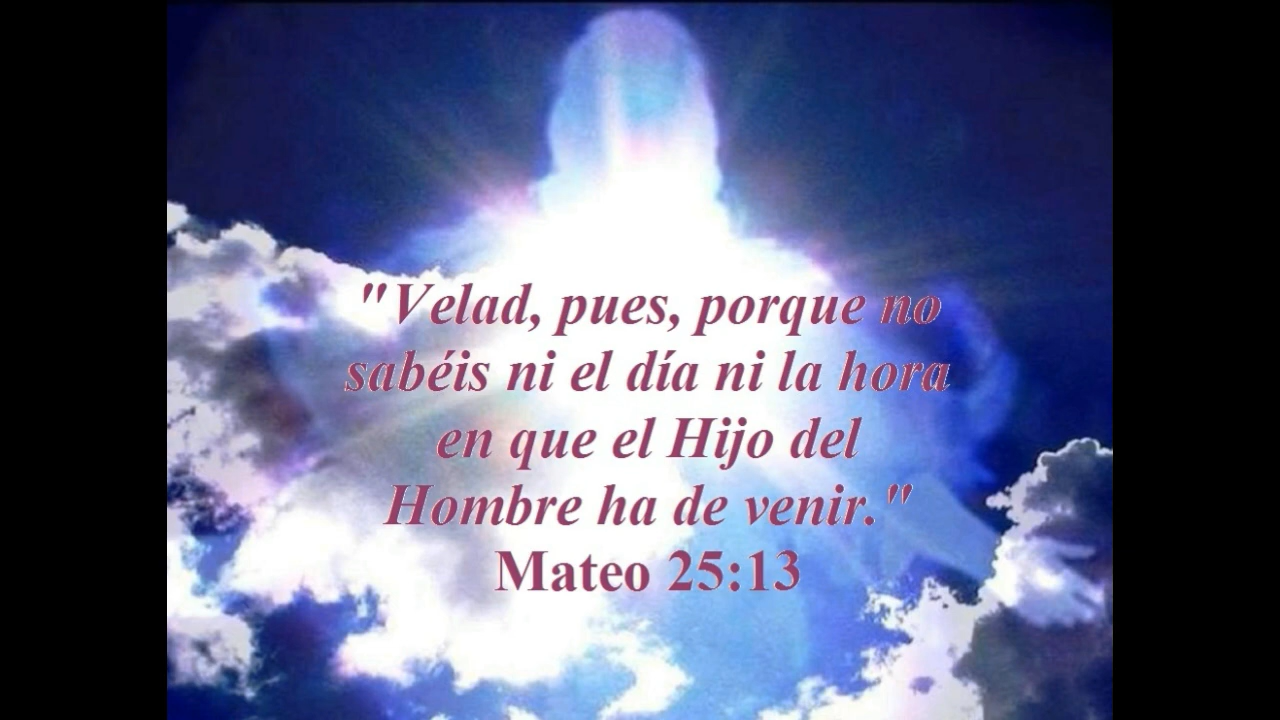 "Velad, pues, porque no
sabéis ni el día ni la hora
en que el Hijo del
Hombre ha de venir."
Mateo 25:13